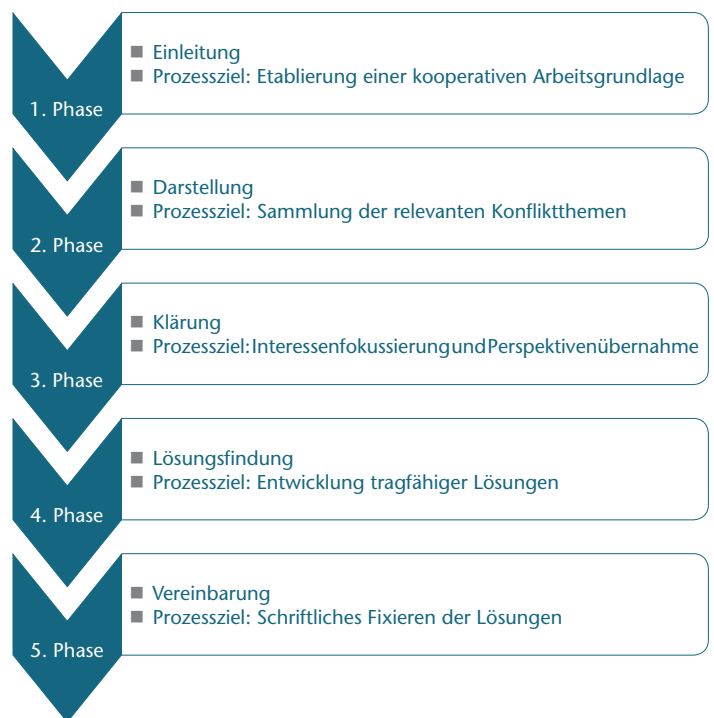 1. Phase
■ Einleitung
■ Prozessziel: Etablierung einer kooperativen Arbeitsgrundlage
2. Phase
■ Darstellung
■ Prozessziel: Sammlung der relevanten Konfliktthemen
3. Phase
■ Klärung
■ Prozessziel:InteressenfokussierungundPerspektivenübernahme
4. Phase
■ Lösungsfindung
■ Prozessziel: Entwicklung tragfähiger Lösungen
5. Phase
■ Vereinbarung
■ Prozessziel: Schriftliches Fixieren der Lösungen